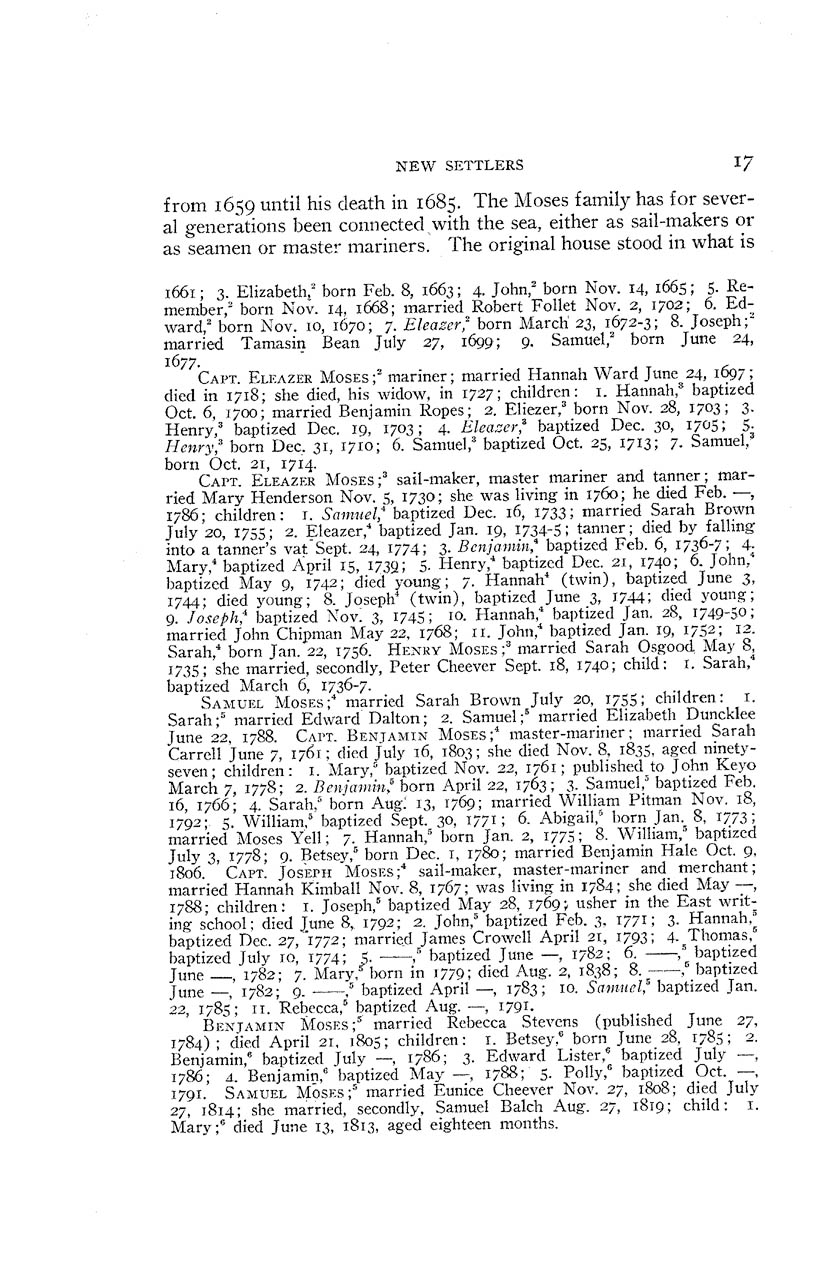 NEW SETTLERS 17
from 1659 until his death in 1685. The Moses family has for sever-
al generations been connected with the sea, either as sail-makers or
as seamen or master mariners. The original house stood in what is
1661; 3. Elizabeth,² born Feb. 8, 1663; 4. John,² born Nov. 14, 1665; 5. Re-
member,² born Nov. 14, 1668; married Robert Follet Nov. 2, 1702; 6. Ed-
ward,² born Nov. 10, 1670; 7. Eleazer,² born March 23, 1672-3; 8. Joseph;²
married Tamasin Bean July 27, 1699; 9. Samuel,² born June 24,
1677.
CAPT. ELEAZER MOSES;² mariner; married Hannah Ward June 24, 1697;
died in 1718; she died, his widow, in 1727; children: 1. Hannah,³ baptized
Oct. 6, 1700; married Benjamin Ropes; 2. Eliezer,³ born Nov. 28, 1703; 3.
Henry,³ baptized Dec. 19, 1703; 4. Eleazer,³ baptized Dec. 30, 1705; 5.
Henry,³ born Dec. 31, 1710; 6. Samuel,³ baptized Oct. 25, 1713; 7. Samuel,³
born Oct. 21, 1714.
CAPT. ELEAZER MOSES;³ sail-maker, master mariner and tanner; mar-
ried Mary Henderson Nov. 5, 1730; she was living in 1760; he died Feb. —,
1786; children: 1. Samuel,⁴ baptized Dec. 16, 1733; married Sarah Brown
July 20, 1755; 2. Eleazer,⁴ baptized Jan. 19, 1734-5; tanner; died by falling
into a tanner's vat Sept. 24, 1774; 3. Benjamin,⁴ baptized Feb. 6, 1736-7; 4.
Mary,⁴ baptized April 15, 1739; 5. Henry,⁴ baptized Dec. 21, 1740; 6. John,⁴
baptized May 9, 1742; died young; 7. Hannah⁴ (twin), baptized June 3,
1744; died young; 8. Joseph⁴ (twin), baptized June 3, 1744; died young;
9. Joseph,⁴ baptized Nov. 3, 1745; 10. Hannah,⁴ baptized Jan. 28, 1749-50;
married John Chipman May 22, 1768; 11. John,⁴ baptized Jan. 19, 1752; 12.
Sarah,⁴ born Jan. 22, 1756. HENRY MOSES;³ married Sarah Osgood May 8,
1735; she married, secondly, Peter Cheever Sept. 18, 1740; child: 1. Sarah,⁴
baptized March 6, 1736-7.
SAMUEL MOSES;⁴ married Sarah Brown July 20, 1755; children: 1.
Sarah;⁵ married Edward Dalton; 2. Samuel;⁵ married Elizabeth Duncklee
June 22, 1788. CAPT. BENJAMIN MOSES;⁴ master-mariner; married Sarah
Carrell June 7, 1761; died July 16, 1803; she died Nov. 8, 1835, aged ninety-
seven; children: 1. Mary,⁵ baptized Nov. 22, 1761; published to John Keyo
March 7, 1778; 2. Benjamin,⁵ born April 22, 1763; 3. Samuel,⁵ baptized Feb.
16, 1766; 4. Sarah,⁵ born Aug. 13, 1769; married William Pitman Nov. 18,
1792; 5. William,⁵ baptized Sept. 30, 1771; 6. Abigail,⁵ born Jan. 8, 1773;
married Moses Yell; 7. Hannah,⁵ born Jan. 2, 1775; 8. William,⁵ baptized
July 3, 1778; 9. Betsey,⁵ born Dec. 1, 1780; married Benjamin Hale Oct. 9,
1806. CAPT. JOSEPH MOSES;⁴ sail-maker, master-mariner and merchant;
married Hannah Kimball Nov. 8, 1767; was living in 1784; she died May —,
1788; children: 1. Joseph,⁵ baptized May 28, 1769; usher in the East writ-
ing school; died June 8, 1792; 2. John,⁵ baptized Feb. 3, 1771; 3. Hannah,⁵
baptized Dec. 27, 1772; married James Crowell April 21, 1793; 4. Thomas,⁵
baptized July 10, 1774; 5. ——,⁵ baptized June —, 1782; 6. ——,⁵ baptized
June —, 1782; 7. Mary,⁵ born in 1779; died Aug. 2, 1838; 8. ——,⁵ baptized
June —, 1782; 9. ——,⁵ baptized April —, 1783; 10. Samuel,⁵ baptized Jan.
22, 1785; 11. Rebecca,⁵ baptized Aug. —, 1791.
BENJAMIN MOSES;⁵ married Rebecca Stevens (published June 27,
1784); died April 21, 1805; children: 1. Betsey,⁶ born June 28, 1785; 2.
Benjamin,⁶ baptized July —, 1786; 3. Edward Lister,⁶ baptized July —,
1786; 4. Benjamin,⁶ baptized May —, 1788; 5. Polly,⁶ baptized Oct. —,
1791. SAMUEL MOSES;⁵ married Eunice Cheever Nov. 27, 1808; died July
27, 1814; she married, secondly, Samuel Balch Aug. 27, 1819; child: 1.
Mary;⁶ died June 13, 1813, aged eighteen months.